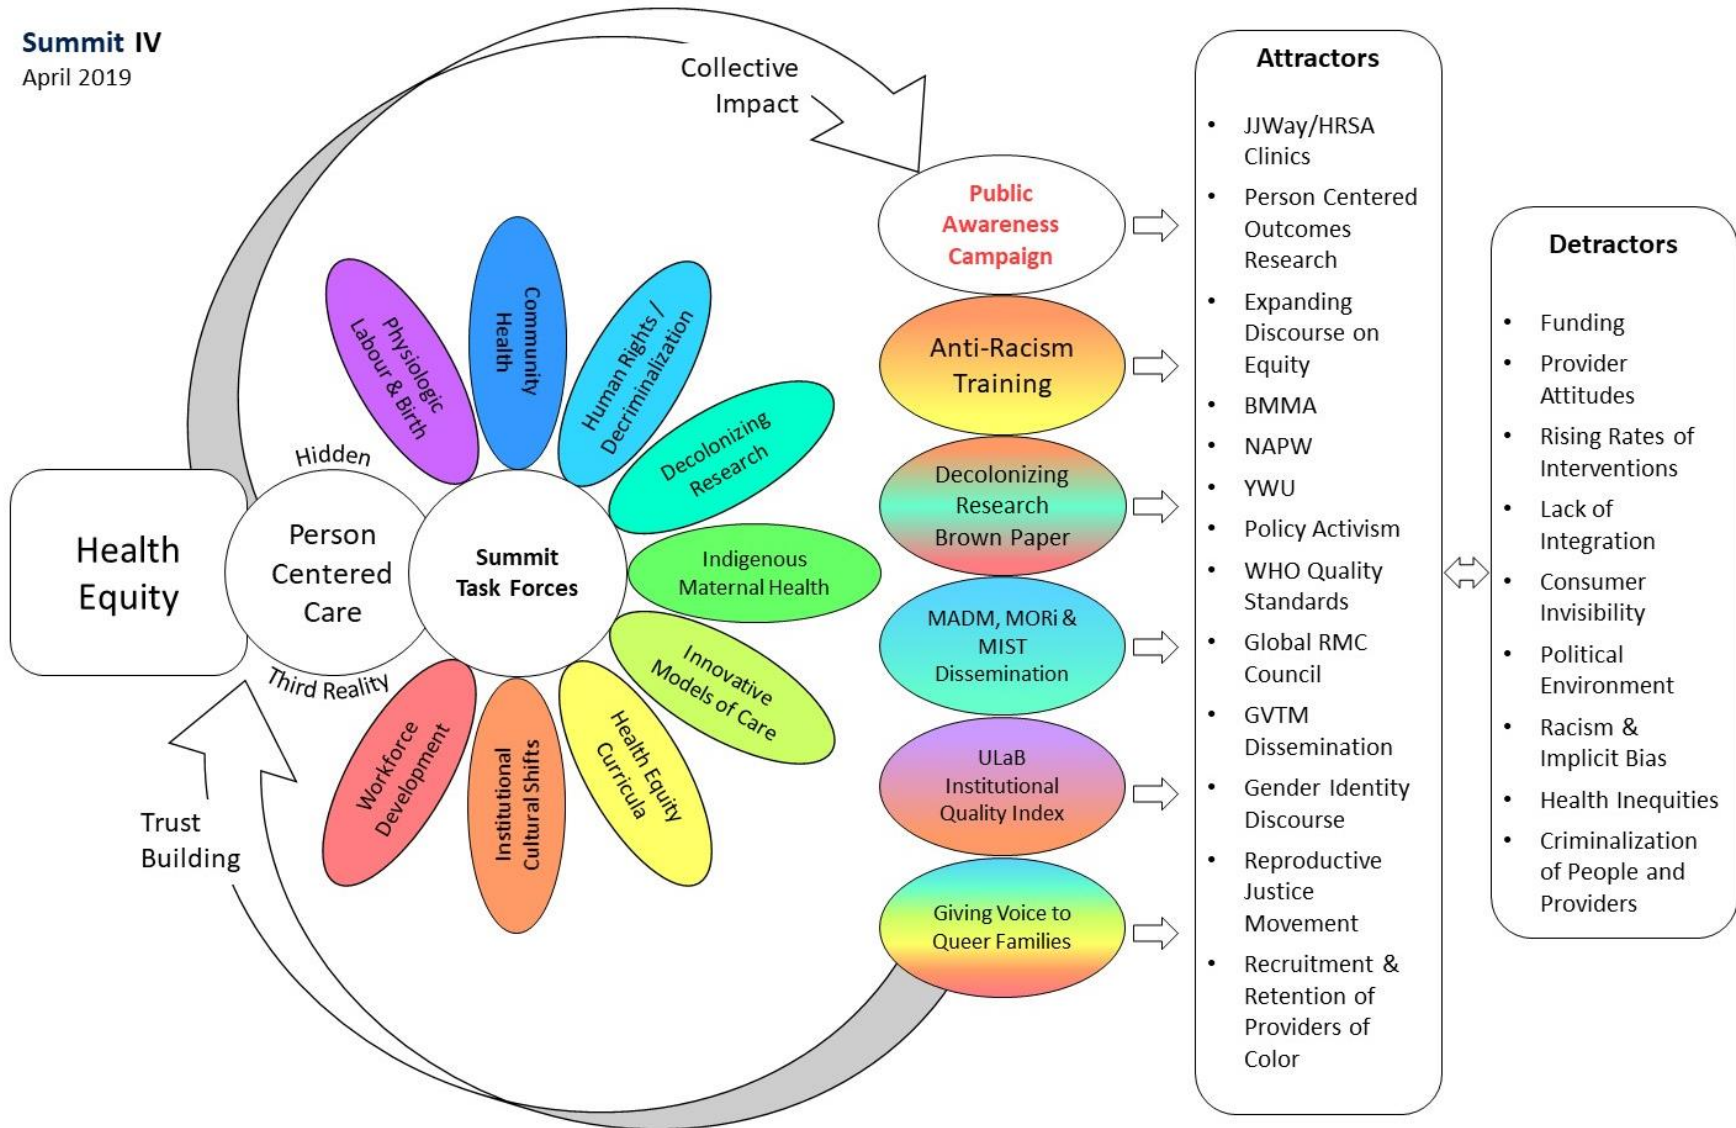 Summit IV
April 2019
Collective
Impact
Health
Equity
Hidden
Person
Centered
Care
Third Reality
Trust
Building
Summit
Task Forces
Physiologic
Labour & Birth
Community
Health
Human Rights /
Decriminalization
Decolonizing
Research
Indigenous
Maternal Health
Innovative
Models of Care
Health Equity
Curricula
Institutional
Cultural Shifts
Workforce
Development
Public
Awareness
Campaign
Anti-Racism
Training
Decolonizing
Research
Brown Paper
MADM, MORi &
MIST
Dissemination
ULaB
Institutional
Quality Index
Giving Voice to
Queer Families
Attractors
• JJWay/HRSA
Clinics
• Person Centered
Outcomes
Research
• Expanding
Discourse on
Equity
• BMMA
• NAPW
• YWU
• Policy Activism
• WHO Quality
Standards
• Global RMC
Council
• GVTM
Dissemination
• Gender Identity
Discourse
• Reproductive
Justice
Movement
• Recruitment &
Retention of
Providers of
Color
Detractors
• Funding
• Provider
Attitudes
• Rising Rates of
Interventions
• Lack of
Integration
• Consumer
Invisibility
• Political
Environment
• Racism &
Implicit Bias
• Health Inequities
• Criminalization
of People and
Providers